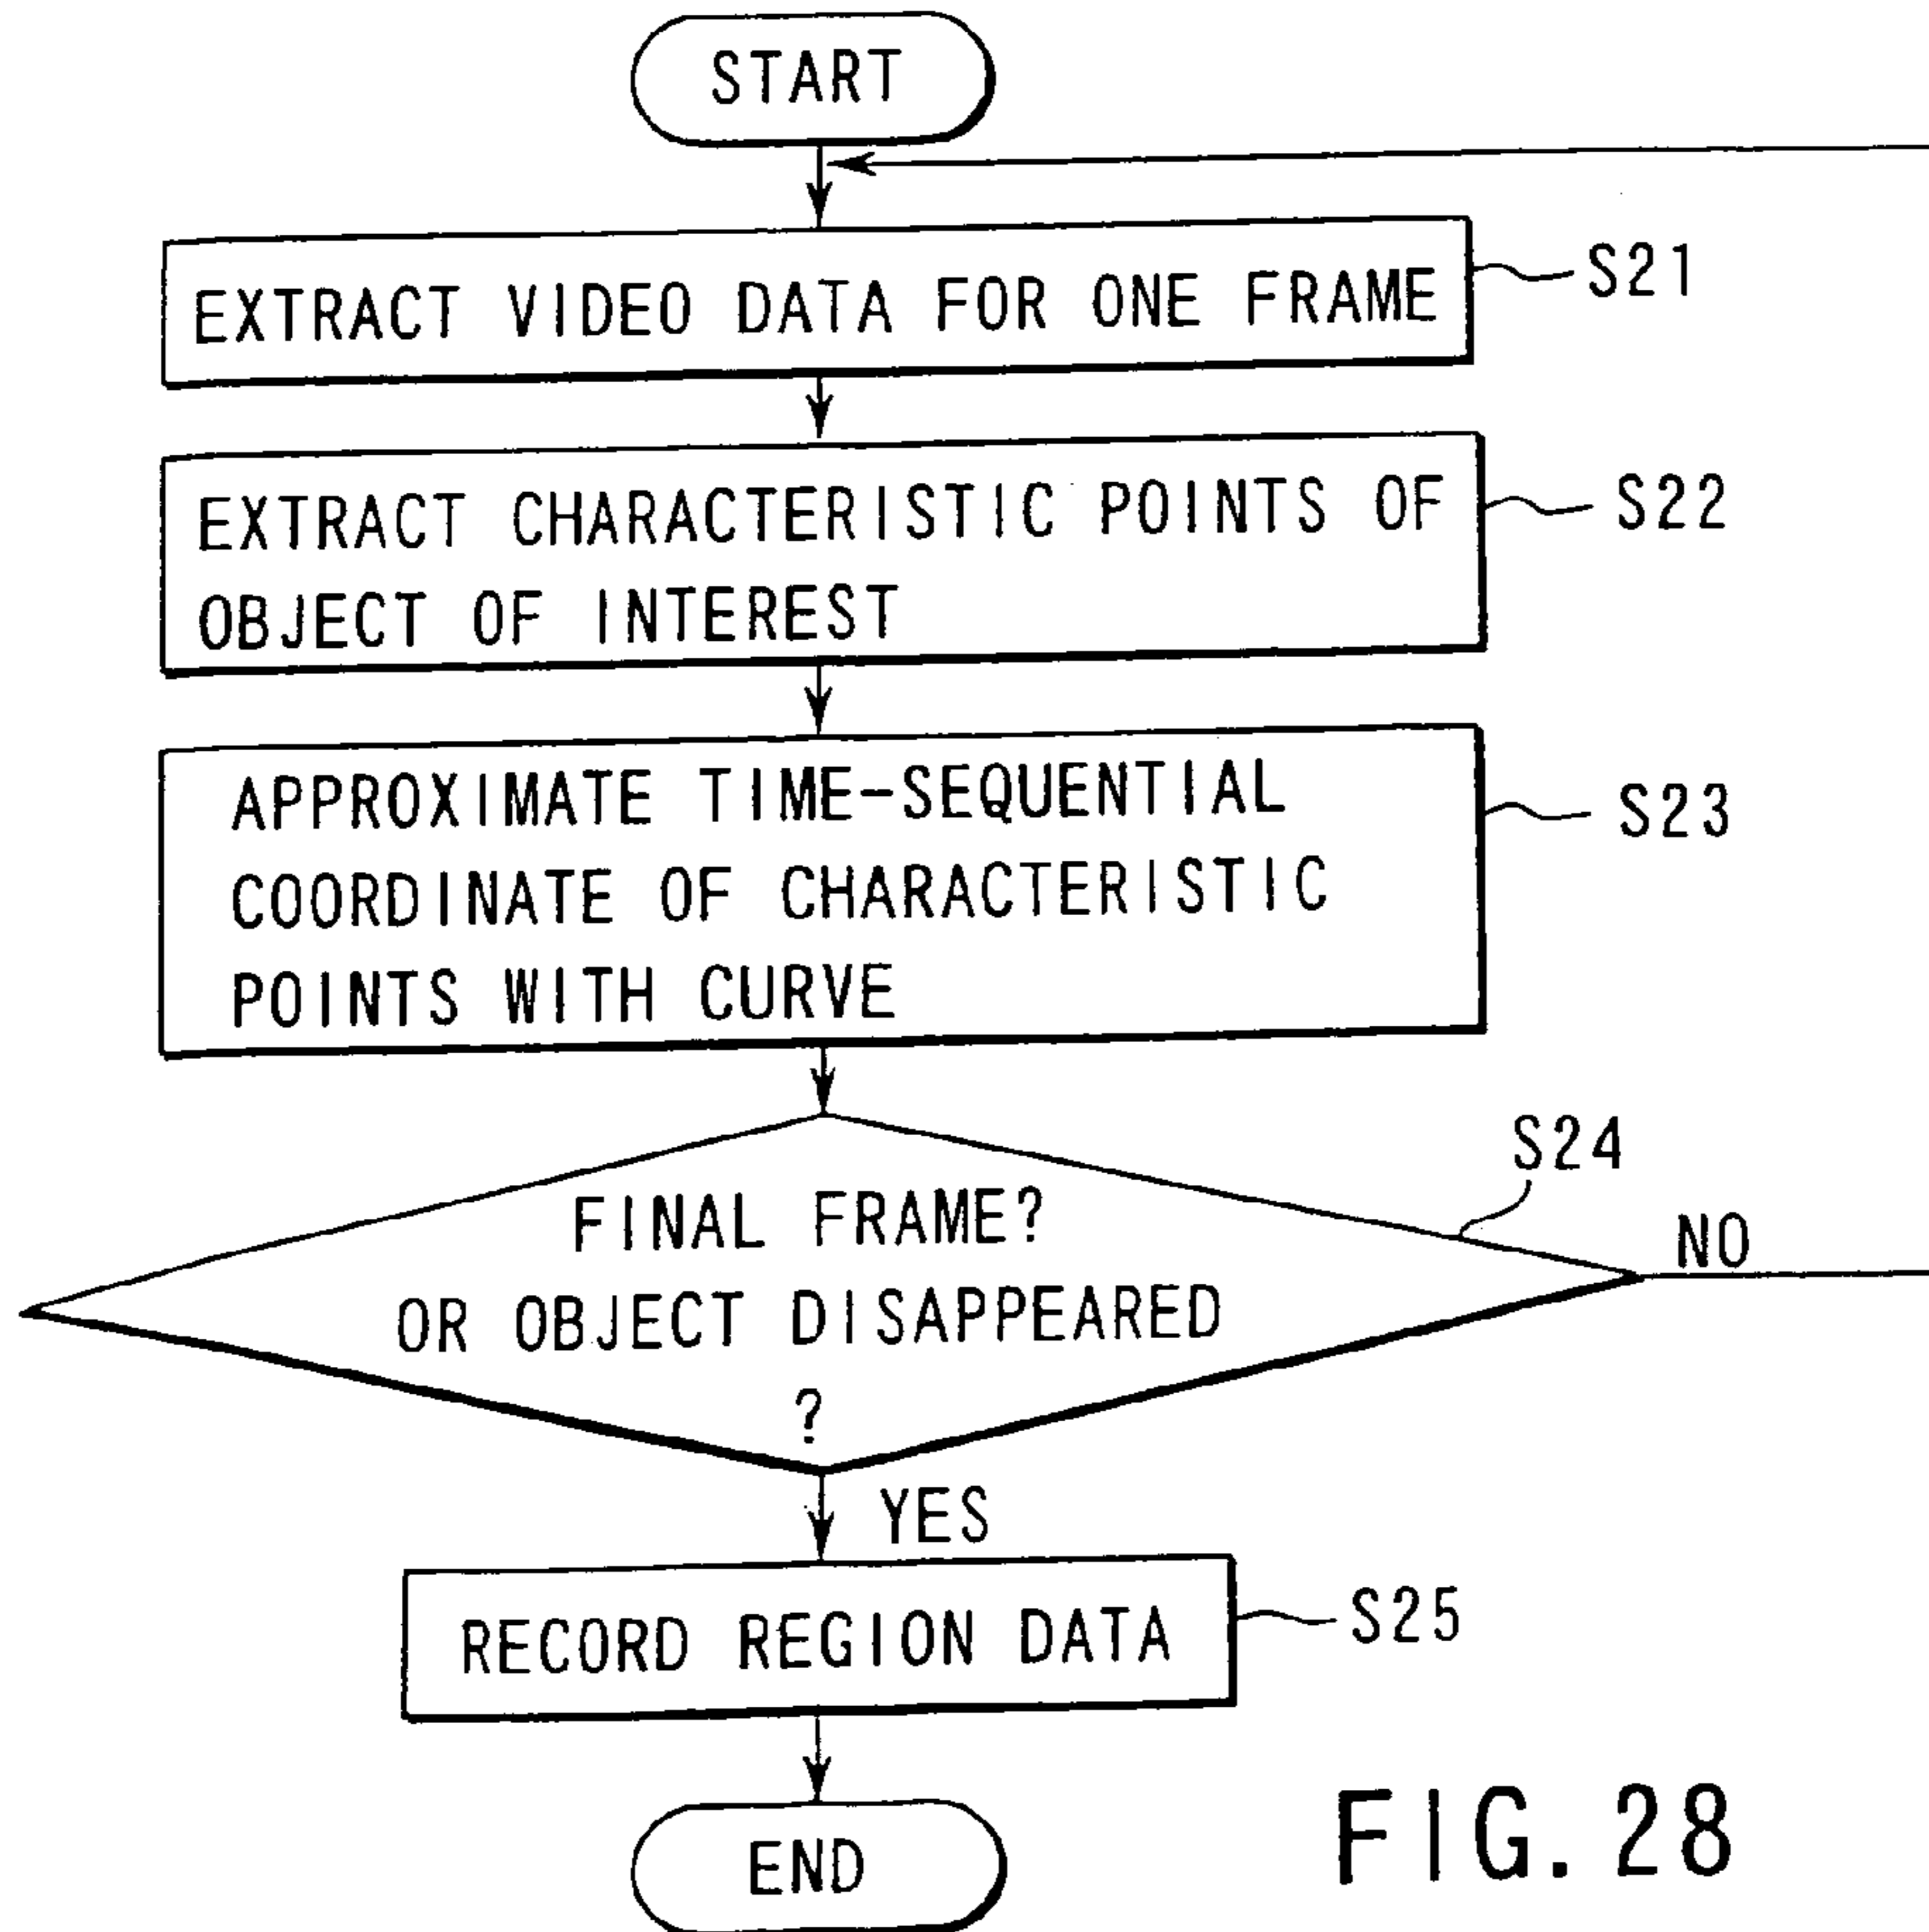 START
EXTRACT VIDEO DATA FOR ONE FRAME
S21
EXTRACT CHARACTERISTIC POINTS OF
OBJECT OF INTEREST
S22
APPROXIMATE TIME-SEQUENTIAL
COORDINATE OF CHARACTERISTIC
POINTS WITH CURVE
S23
S24
FINAL FRAME?
OR OBJECT DISAPPEARED
?
NO
YES
RECORD REGION DATA
S25
END
FIG. 28